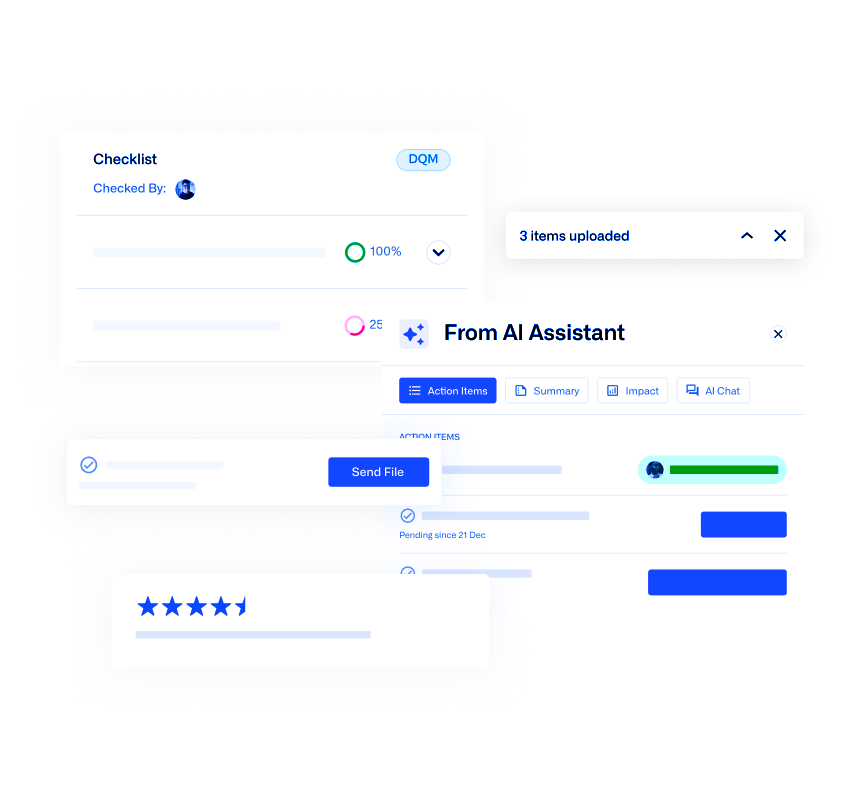 Checklist
DQM
Checked By:
100%
3 items uploaded
25
From AI Assistant
Action Items
Summary
Impact
AI Chat
ACTION ITEMS
Send File
Pending since 21 Dec